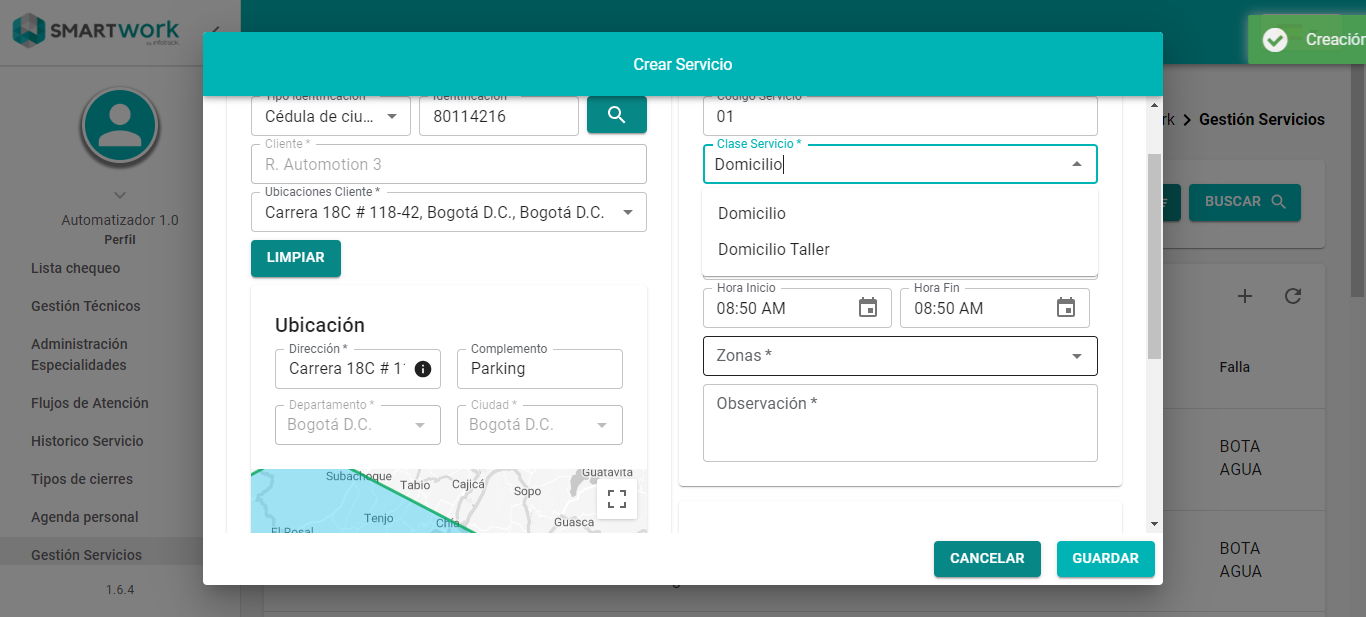 SMARTWORK
Creación
Crear Servicio
Tipo Identificación
Cédula de ciu...
Identificación
80114216
Código Servicio
01
Cliente *
R. Automotion 3
Clase Servicio *
Domicilio
Domicilio
Domicilio Taller
Ubicaciones Cliente *
Carrera 18C # 118-42, Bogotá D.C., Bogotá D.C.
LIMPIAR
Hora Inicio
08:50 AM
Hora Fin
08:50 AM
Ubicación
Dirección *
Carrera 18C # 11
Complemento
Parking
Zonas *
Departamento *
Bogotá D.C.
Ciudad *
Bogotá D.C.
Observación *
Subachoque
Tabio
Cajicá
Sopo
Guatavita
Tenjo
Chía
Guasca
El Rosal
CANCELAR
GUARDAR
Automatizador 1.0
Perfil
Lista chequeo
Gestión Técnicos
Administración
Especialidades
Flujos de Atención
Historico Servicio
Tipos de cierres
Agenda personal
Gestión Servicios
1.6.4
rk > Gestión Servicios
BUSCAR
Falla
BOTA
AGUA
BOTA
AGUA